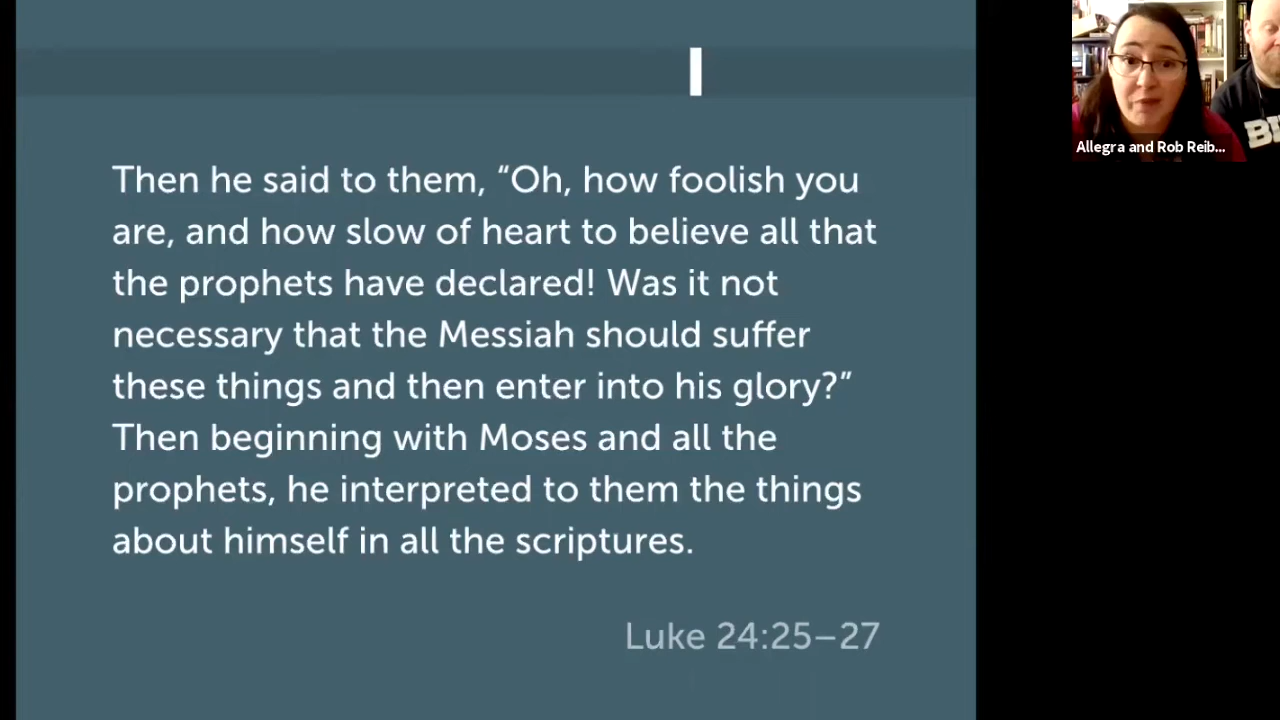 Then he said to them, “Oh, how foolish you
are, and how slow of heart to believe all that
the prophets have declared! Was it not
necessary that the Messiah should suffer
these things and then enter into his glory?”
Then beginning with Moses and all the
prophets, he interpreted to them the things
about himself in all the scriptures.
Luke 24:25–27
Allegra and Rob Reib...